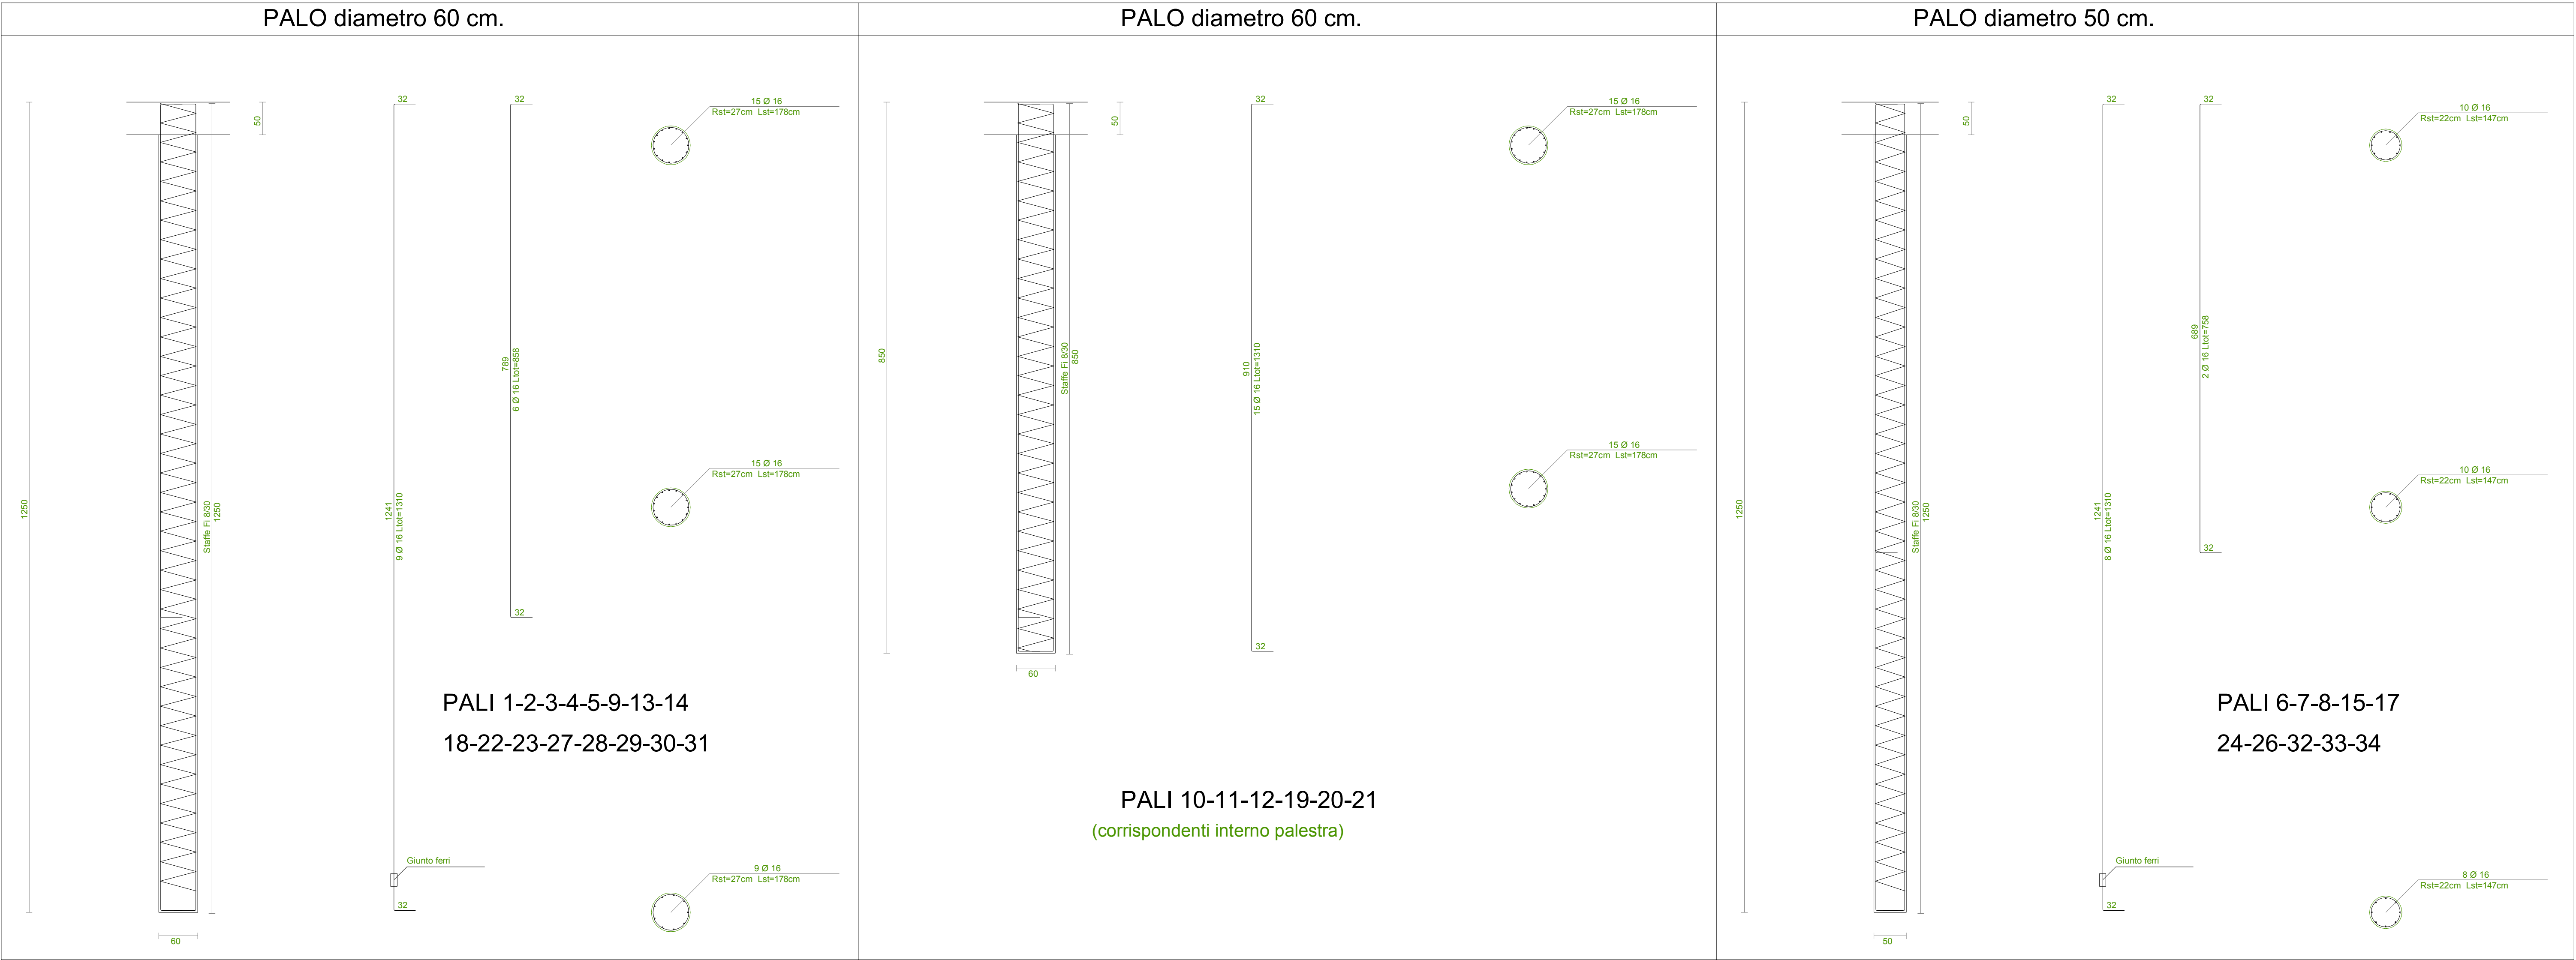 PALO diametro 60 cm.
1250
50
Staffe Fi 8/30
1250
60
32
1241
9 Ø 16 Ltot=1310
Giunto ferri
32
32
789
6 Ø 16 Ltot=858
32
15 Ø 16
Rst=27cm Lst=178cm
15 Ø 16
Rst=27cm Lst=178cm
9 Ø 16
Rst=27cm Lst=178cm
PALI 1-2-3-4-5-9-13-14
18-22-23-27-28-29-30-31
PALO diametro 60 cm.
850
50
Staffe Fi 8/30
850
60
32
910
15 Ø 16 Ltot=1310
32
15 Ø 16
Rst=27cm Lst=178cm
15 Ø 16
Rst=27cm Lst=178cm
PALI 10-11-12-19-20-21
(corrispondenti interno palestra)
PALO diametro 50 cm.
1250
50
Staffe Fi 8/30
1250
50
32
1241
8 Ø 16 Ltot=1310
Giunto ferri
32
32
689
2 Ø 16 Ltot=758
32
10 Ø 16
Rst=22cm Lst=147cm
10 Ø 16
Rst=22cm Lst=147cm
8 Ø 16
Rst=22cm Lst=147cm
PALI 6-7-8-15-17
24-26-32-33-34